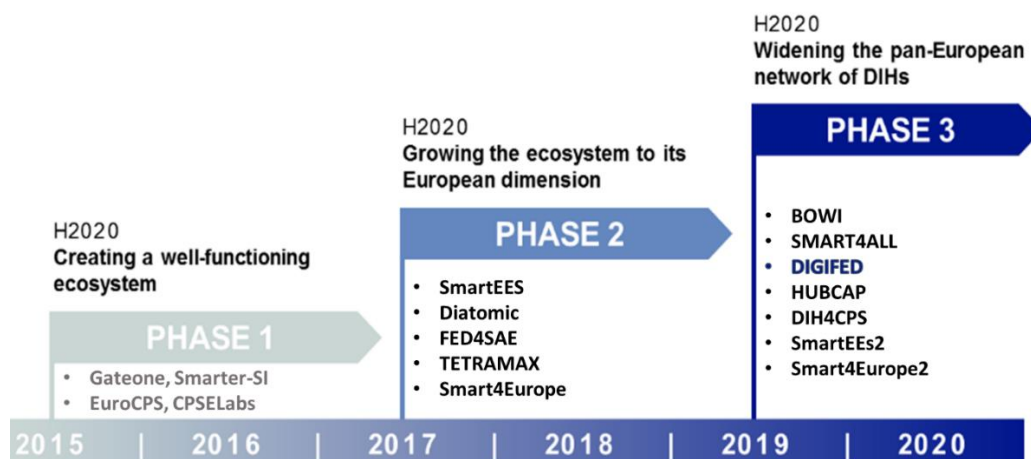 H2020
Creating a well-functioning
ecosystem
PHASE 1
• Gateone, Smarter-SI
• EuroCPS, CPSELabs
H2020
Growing the ecosystem to its
European dimension
PHASE 2
• SmartEES
• Diatomic
• FED4SAE
• TETRAMAX
• Smart4Europe
H2020
Widening the pan-European
network of DIHs
PHASE 3
• BOWI
• SMART4ALL
• DIGIFED
• HUBCAP
• DIH4CPS
• SmartEEs2
• Smart4Europe2
2015 | 2016 | 2017 | 2018 | 2019 | 2020